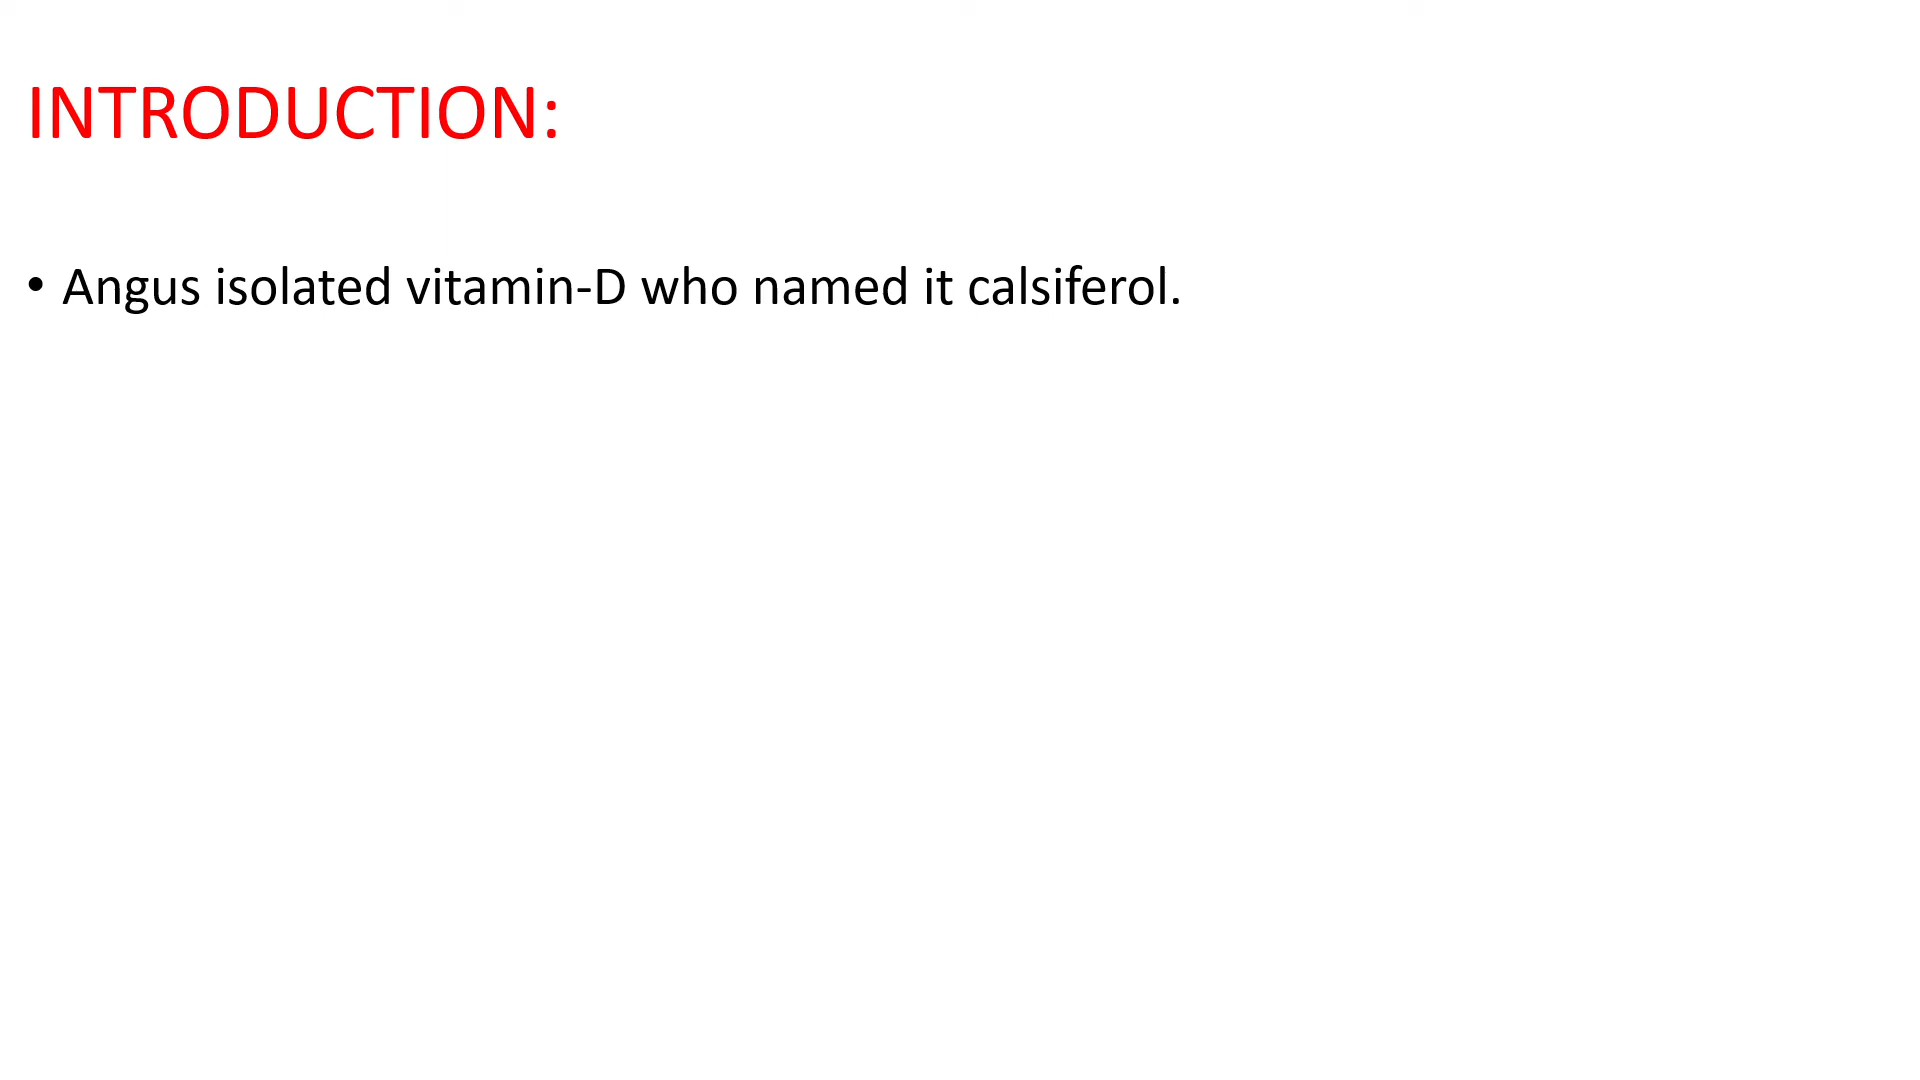 INTRODUCTION:
• Angus isolated vitamin-D who named it calsiferol.